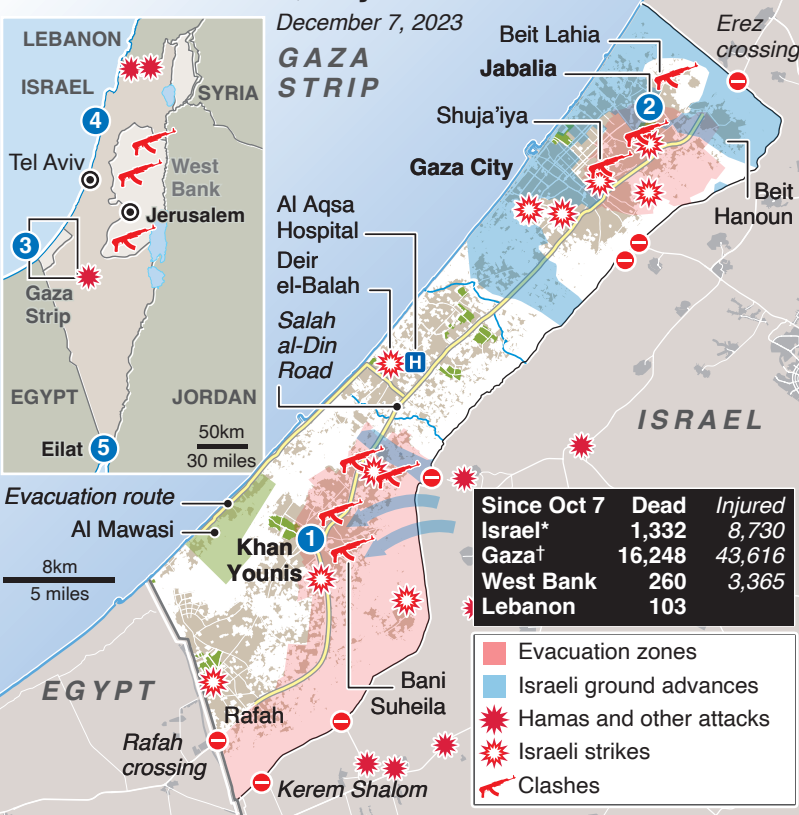 December 7, 2023
GAZA
STRIP
LEBANON
ISRAEL
SYRIA
4
Tel Aviv
West
Bank
Jerusalem
3
Gaza
Strip
EGYPT
JORDAN
50km
30 miles
Eilat
5
Beit Lahia
Jabalia
2
Shuja’iya
Gaza City
Erez
crossing
Beit
Hanoun
Al Aqsa
Hospital
Deir
el-Balah
H
Salah
al-Din
Road
ISRAEL
Evacuation route
Al Mawasi
Khan
Younis
1
8km
5 miles
EGYPT
Rafah
Rafah
crossing
Bani
Suheila
Kerem Shalom
Since Oct 7 Dead Injured
Israel* 1,332 8,730
Gaza† 16,248 43,616
West Bank 260 3,365
Lebanon 103
Evacuation zones
Israeli ground advances
Hamas and other attacks
Israeli strikes
Clashes